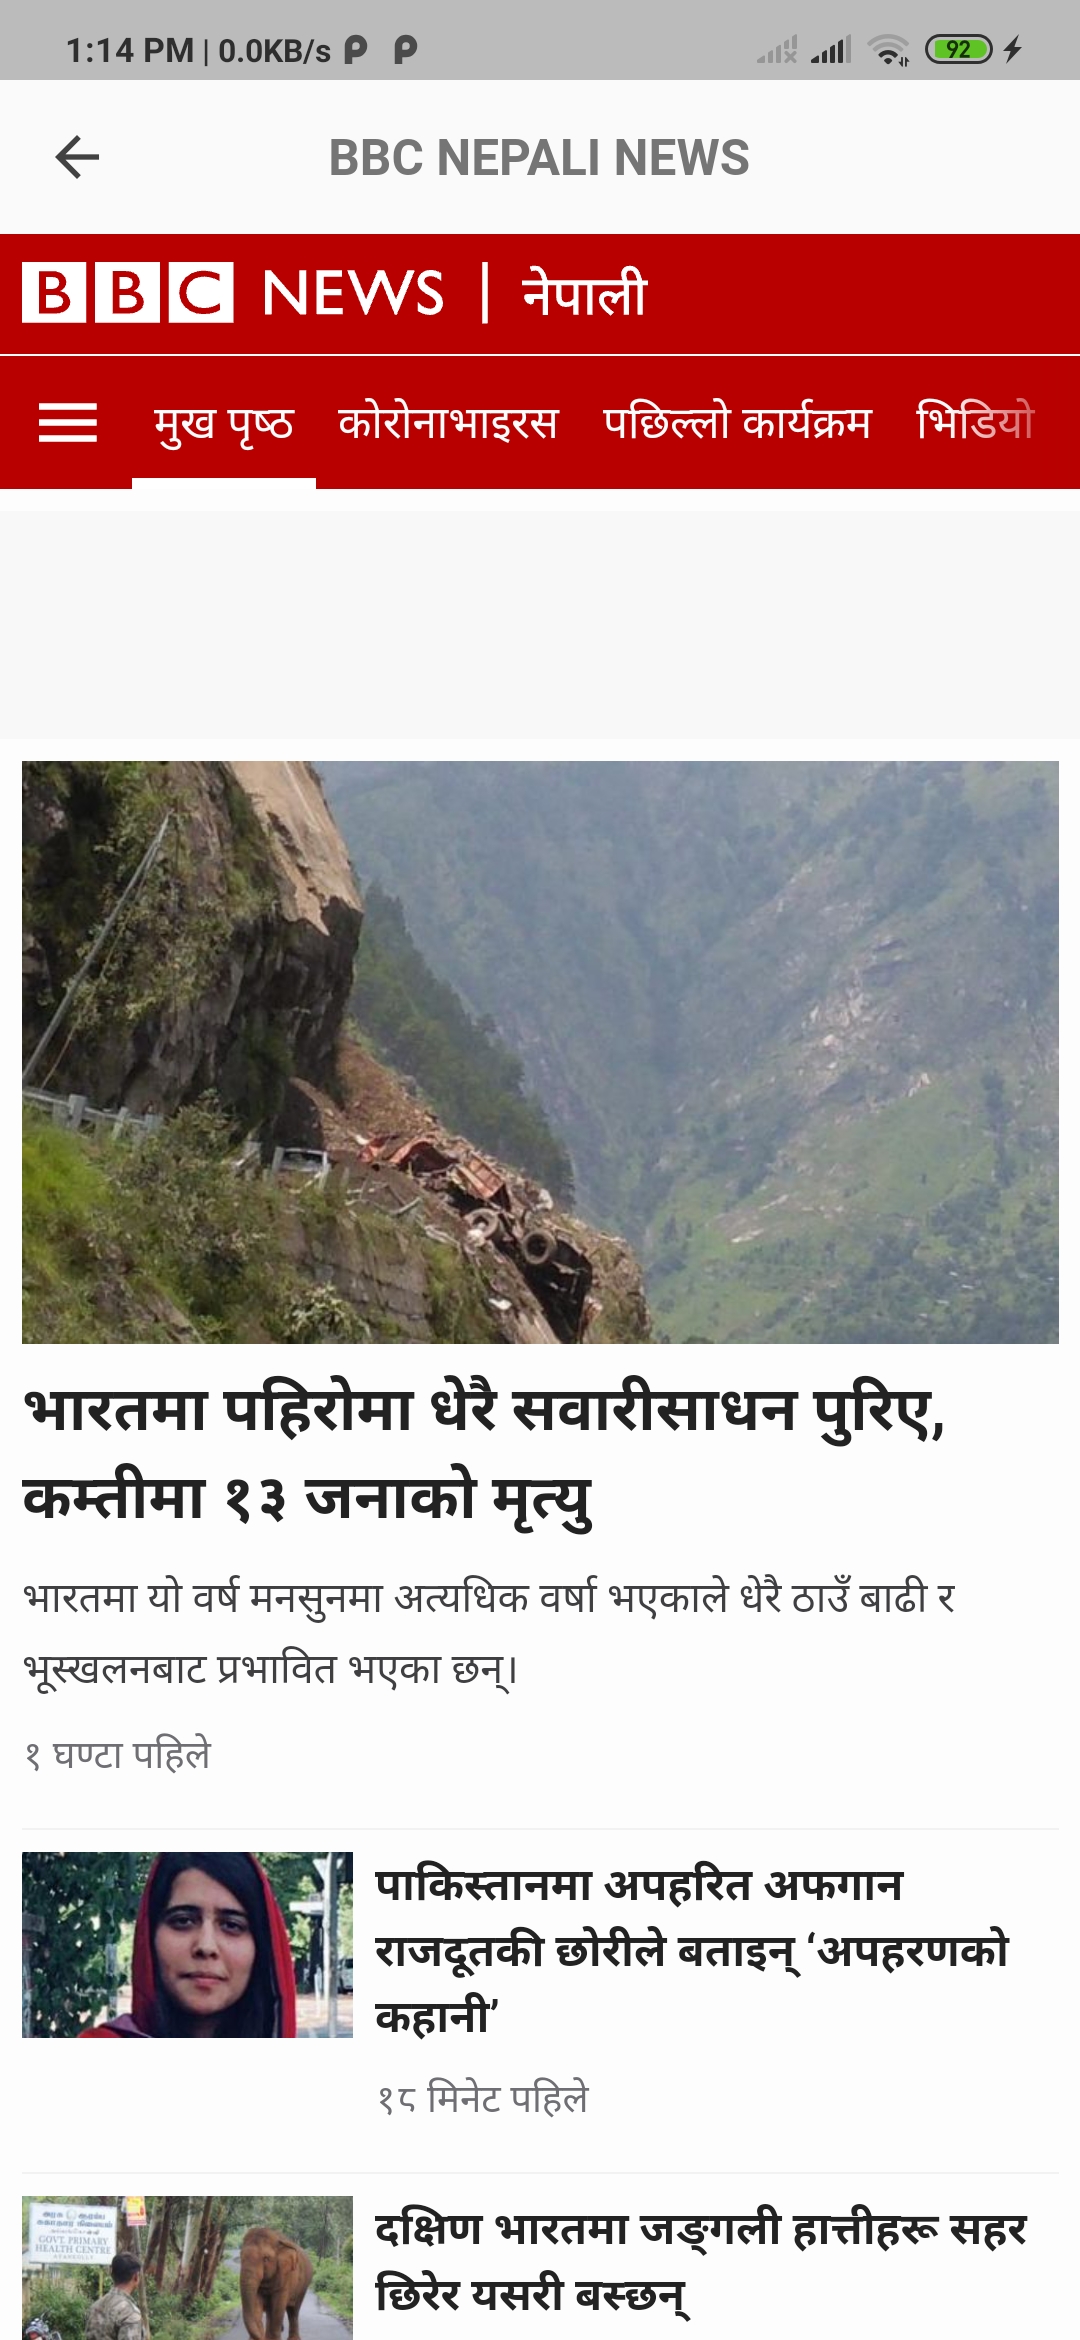 1:14 PM | 0.0KB/s
92
BBC NEPALI NEWS
BBC NEWS | नेपाली
मुख पृष्ठ कोरोनाभाइरस पछिल्लो कार्यक्रम भिडियो
भारतमा पहिरोमा धेरै सवारीसाधन पुरिए,
कम्तीमा १३ जनाको मृत्यु
भारतमा यो वर्ष मनसुनमा अत्यधिक वर्षा भएकाले धेरै ठाउँ बाढी र
भूस्खलनबाट प्रभावित भएका छन्।
१ घण्टा पहिले
पाकिस्तानमा अपहरित अफगान
राजदूतकी छोरीले बताइन् ‘अपहरणको
कहानी’
१८ मिनेट पहिले
GOVT. PRIMARY
HEALTH CENTRE
दक्षिण भारतमा जङ्गली हात्तीहरू सहर
छिरेर यसरी बस्छन्